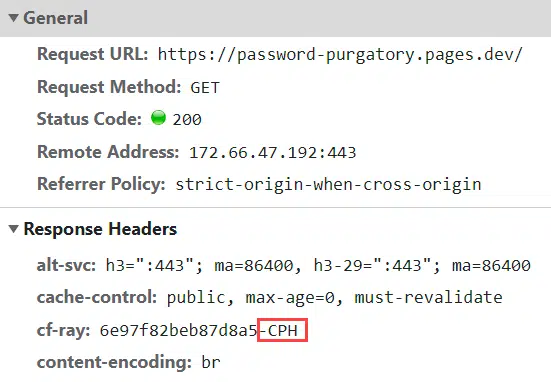 General
Request URL: https://password-purgatory.pages.dev/
Request Method: GET
Status Code: 200
Remote Address: 172.66.47.192:443
Referrer Policy: strict-origin-when-cross-origin
Response Headers
alt-svc: h3=":443"; ma=86400, h3-29=":443"; ma=86400
cache-control: public, max-age=0, must-revalidate
cf-ray: 6e97f82beb87d8a5-CPH
content-encoding: br